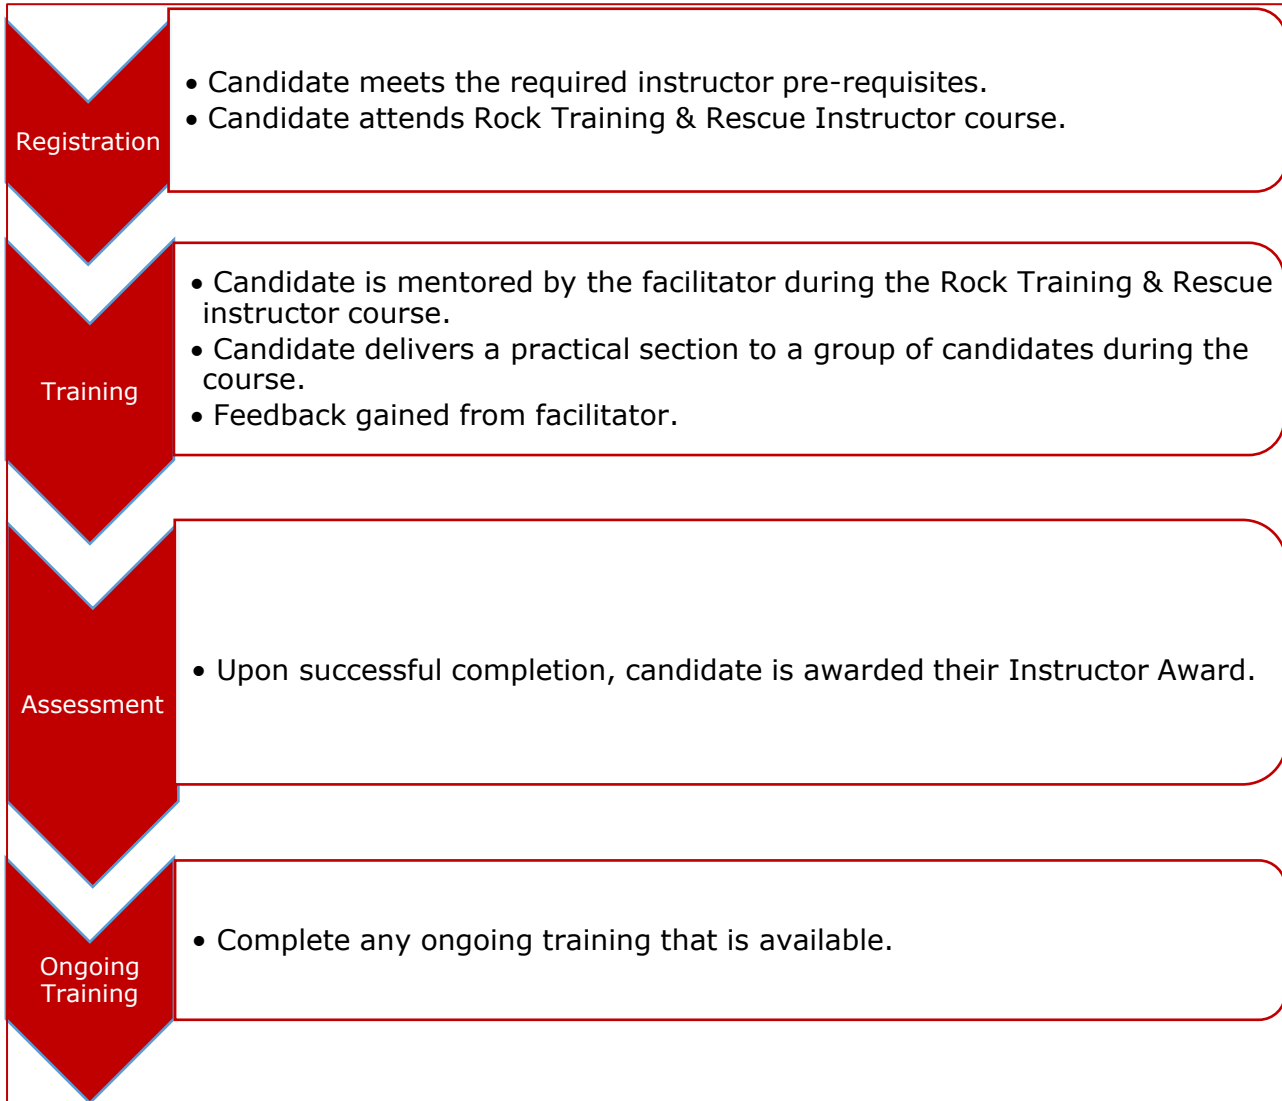 Registration
• Candidate meets the required instructor pre-requisites.
• Candidate attends Rock Training & Rescue Instructor course.
Training
• Candidate is mentored by the facilitator during the Rock Training & Rescue
instructor course.
• Candidate delivers a practical section to a group of candidates during the
course.
• Feedback gained from facilitator.
Assessment
• Upon successful completion, candidate is awarded their Instructor Award.
Ongoing
Training
• Complete any ongoing training that is available.